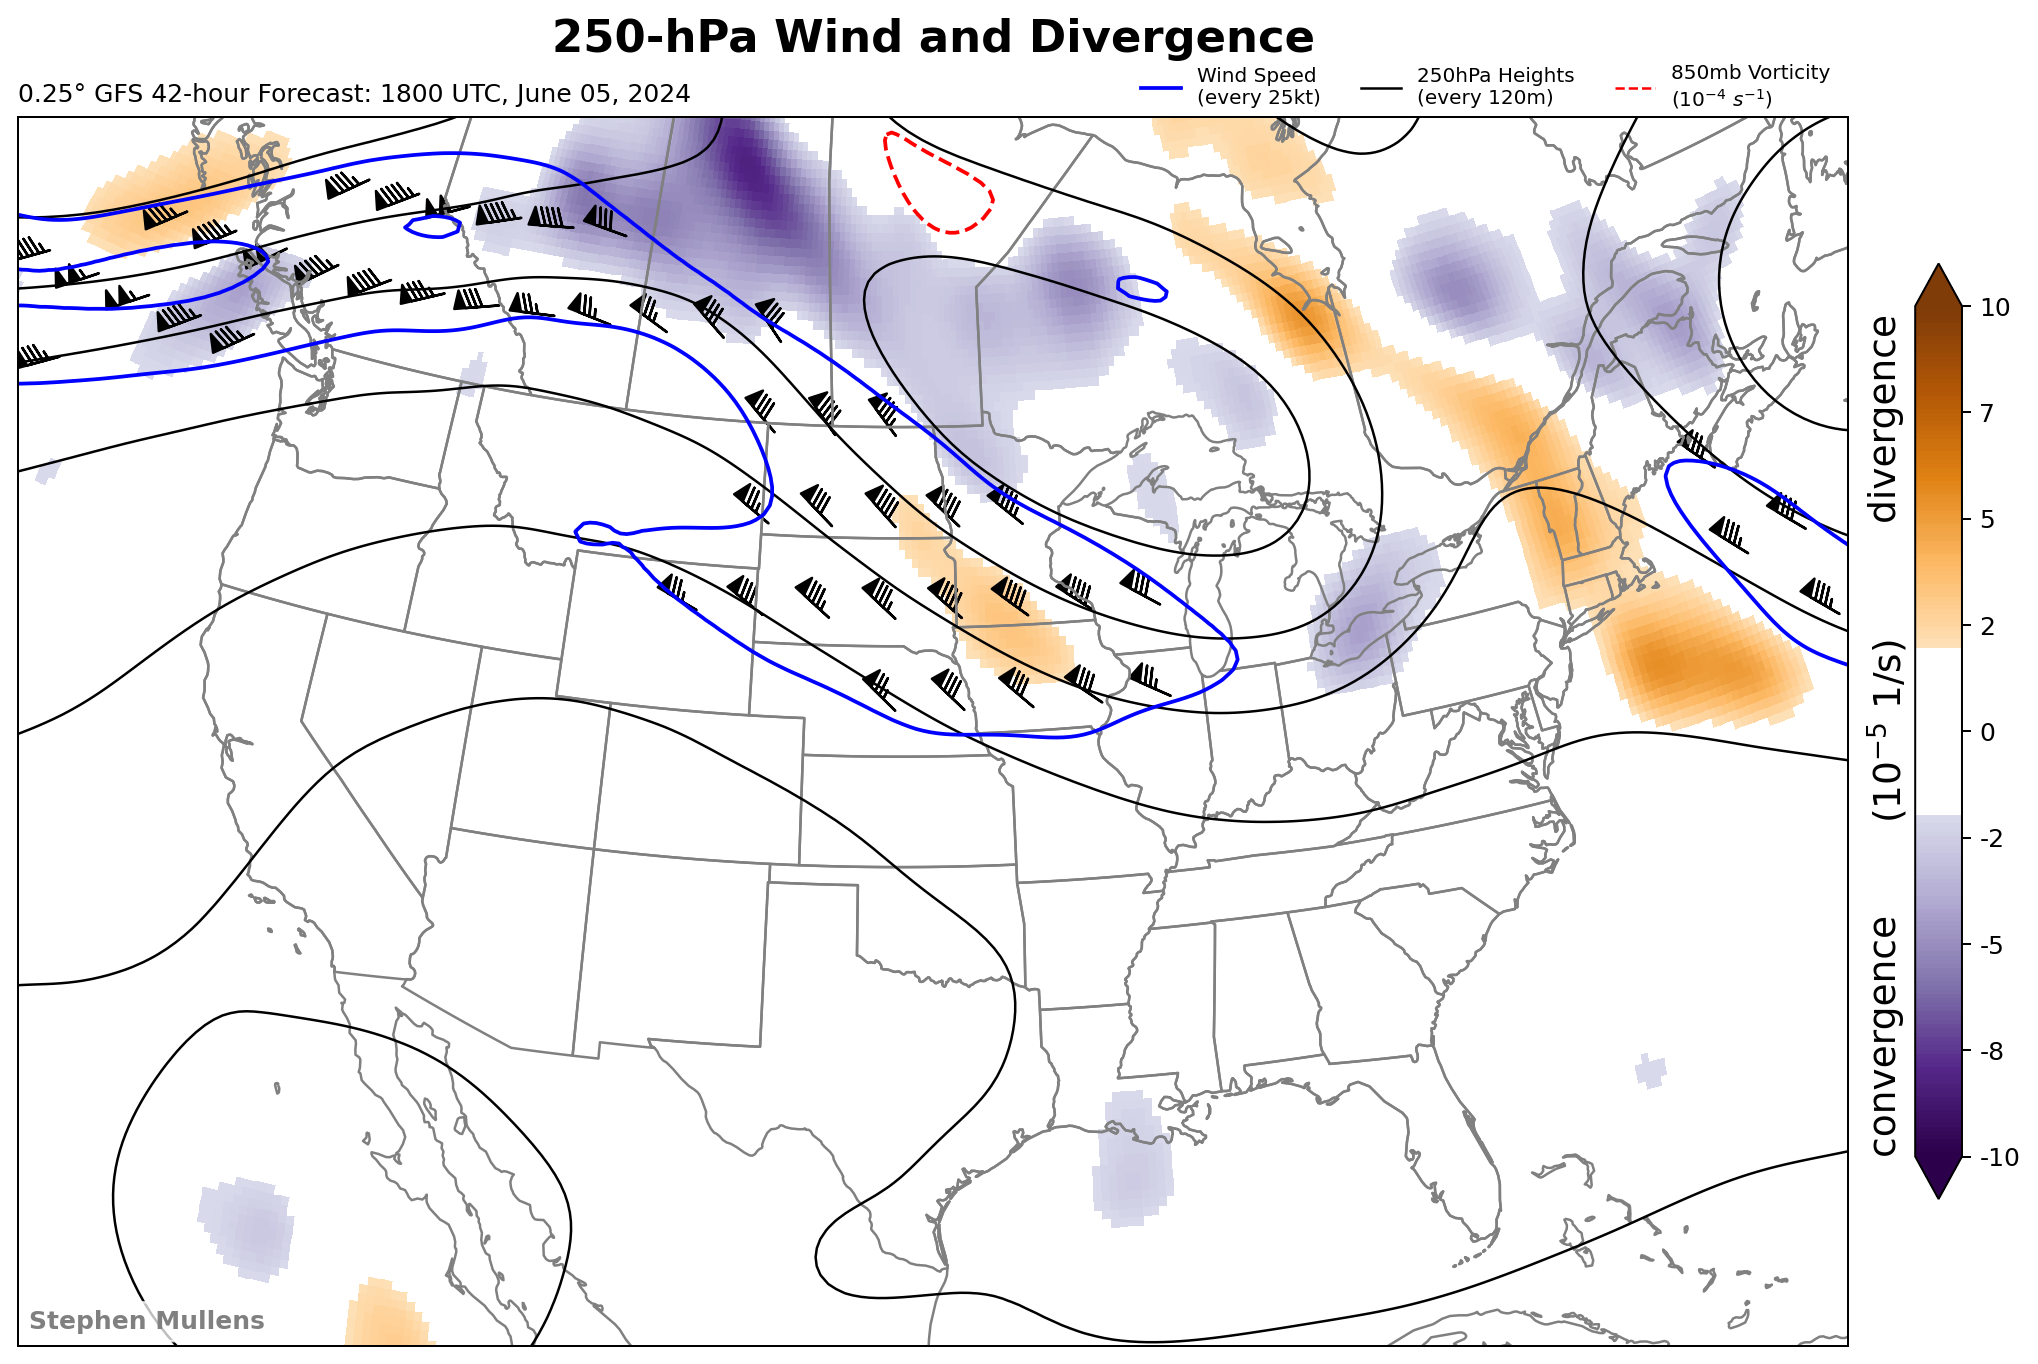 250-hPa Wind and Divergence
0.25° GFS 42-hour Forecast: 1800 UTC, June 05, 2024
Wind Speed
(every 25kt)
250hPa Heights
(every 120m)
850mb Vorticity
(10⁻⁴ s⁻¹)
10
7
5
2
0
-2
-5
-8
-10
convergence (10⁻⁵ 1/s) divergence
Stephen Mullens